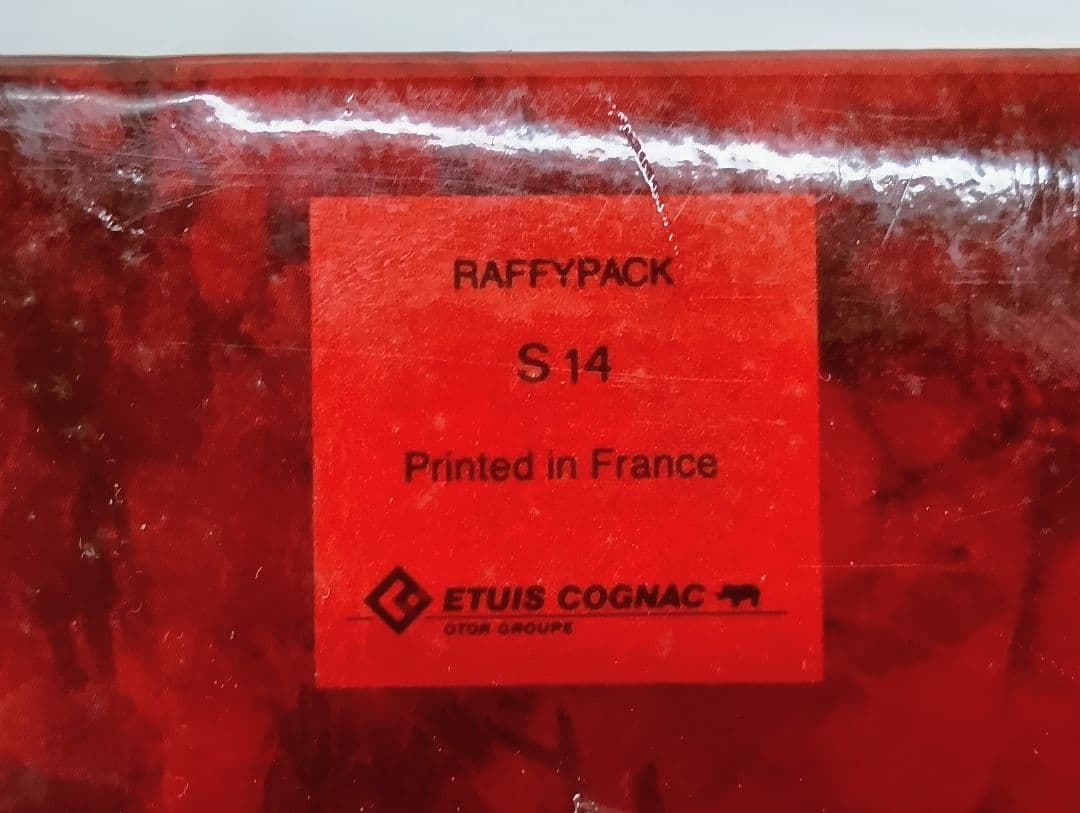 RAFFYPACK
S 14
Printed in France
ETUIS COGNAC
OTOR GROUPE